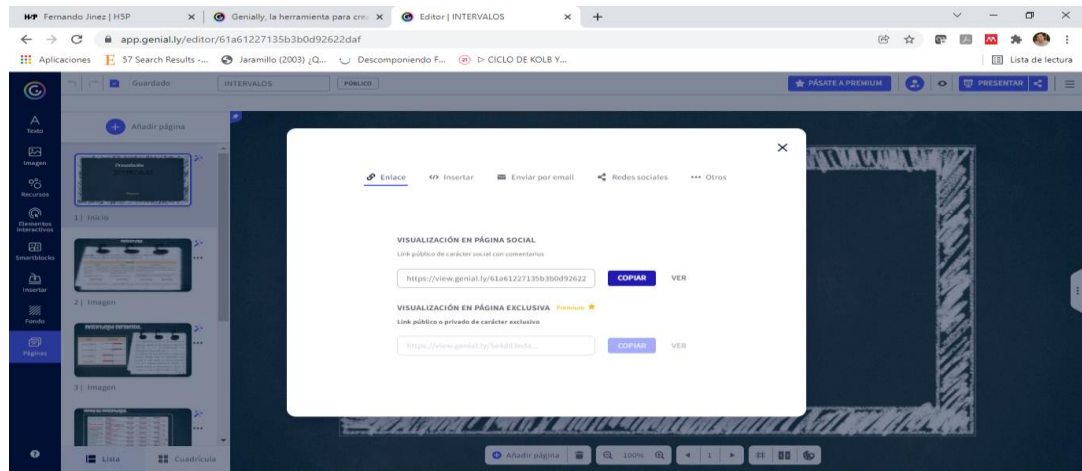 H5P Fernando Jinez | H5P
Genially, la herramienta para cre
Editor | INTERVALOS
app.genial.ly/editor/61a61227135b3b0d92622daf
Aplicaciones
57 Search Results -...
Jaramillo (2003) ¿Q...
Descomponiendo F...
▷ CICLO DE KOLB Y...
Lista de lectura
Guardado
INTERVALOS
PÚBLICO
PÁSATE A PREMIUM
PRESENTAR
Texto
Imagen
Recursos
Elementos
interactivos
Smartblocks
Insertar
Fondo
Páginas
Añadir página
1 | Inicio
2 | Imagen
3 | Imagen
Lista
Cuadrícula
Enlace
Insertar
Enviar por email
Redes sociales
Otros
VISUALIZACIÓN EN PÁGINA SOCIAL
Link público de carácter social con comentarios
https://view.genial.ly/61a61227135b3b0d92622
COPIAR
VER
VISUALIZACIÓN EN PÁGINA EXCLUSIVA Premium
Link público o privado de carácter exclusivo
COPIAR
VER
Añadir página
100%
1